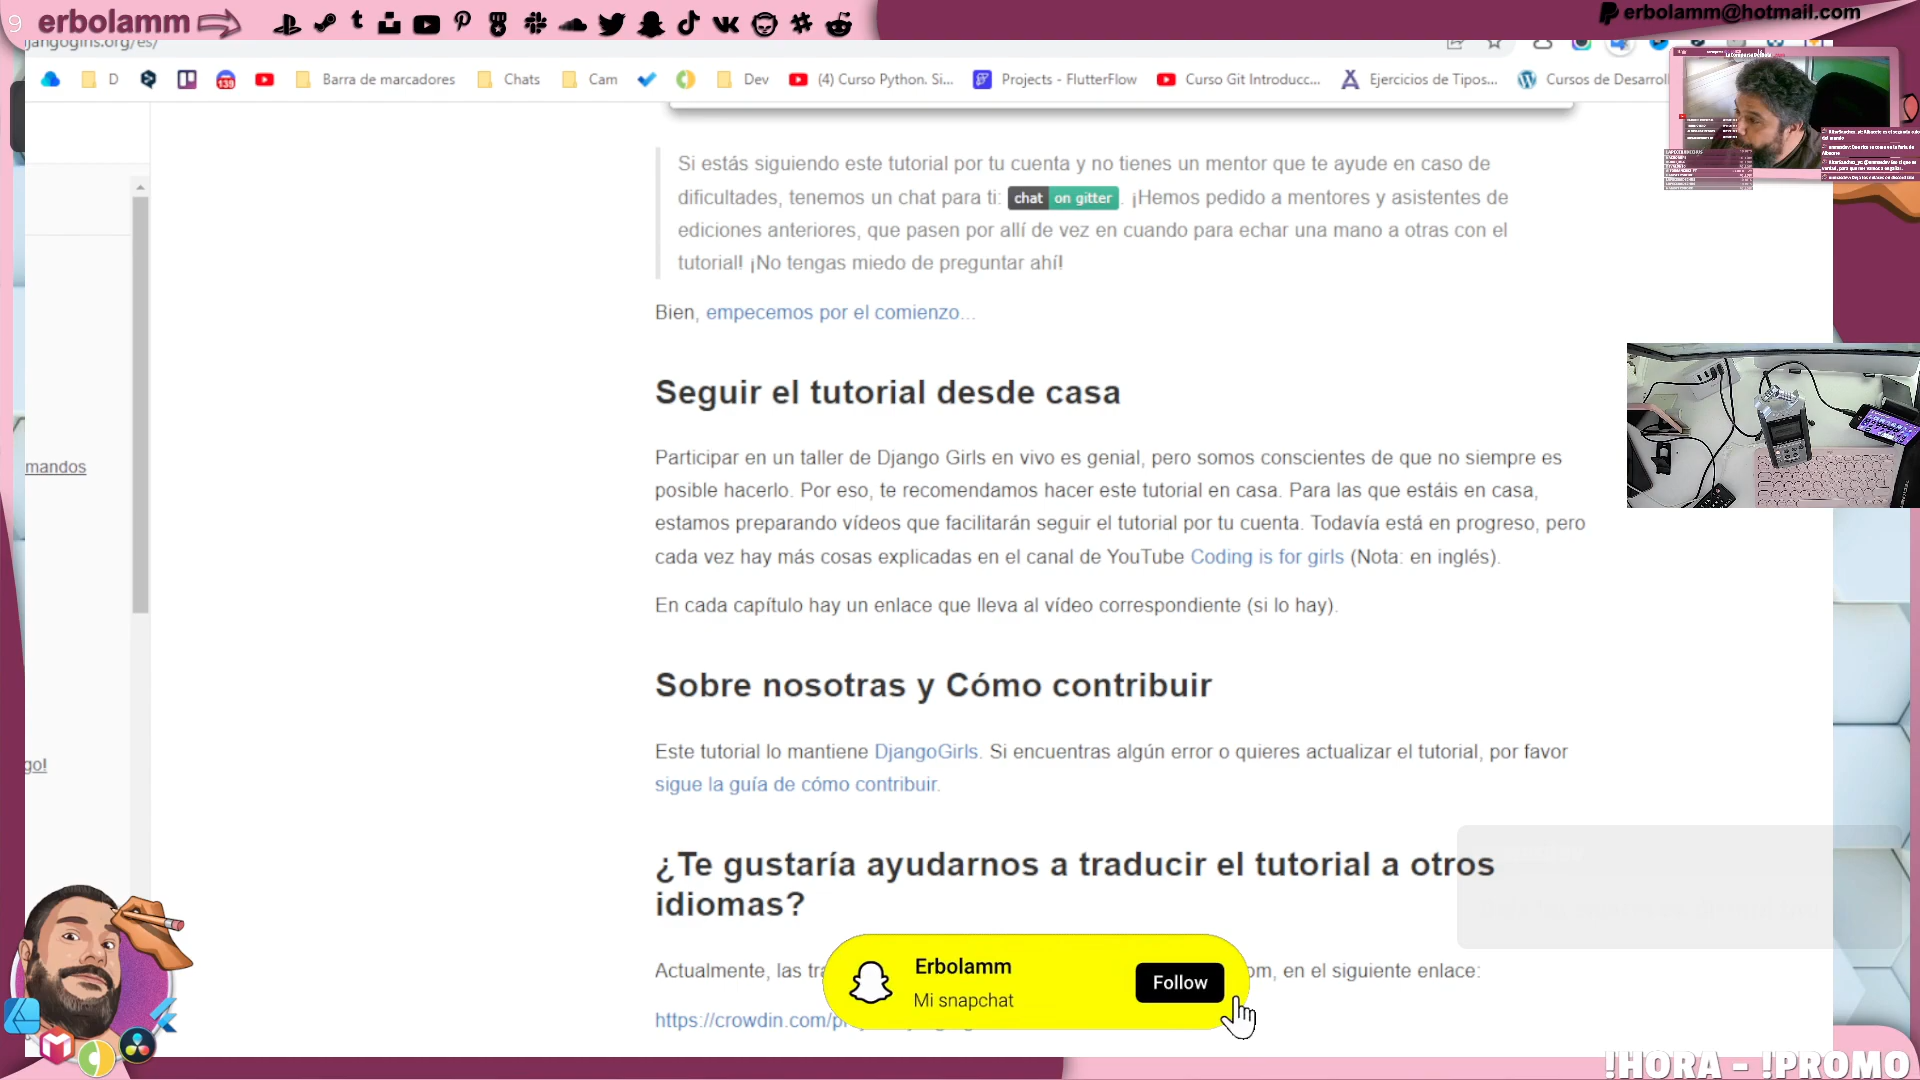 9 erbolamm
erbolamm@hotmail.com
djangogirls.org/es/
D
139
Barra de marcadores
Chats
Cam
Dev
(4) Curso Python. Si...
Projects - FlutterFlow
Curso Git Introducc...
Ejercicios de Tipos...
Cursos de Desarroll
Si estás siguiendo este tutorial por tu cuenta y no tienes un mentor que te ayude en caso de
dificultades, tenemos un chat para ti: chat on gitter . ¡Hemos pedido a mentores y asistentes de
ediciones anteriores, que pasen por allí de vez en cuando para echar una mano a otras con el
tutorial! ¡No tengas miedo de preguntar ahí!
Bien, empecemos por el comienzo...
Seguir el tutorial desde casa
Participar en un taller de Django Girls en vivo es genial, pero somos conscientes de que no siempre es
mandos
posible hacerlo. Por eso, te recomendamos hacer este tutorial en casa. Para las que estáis en casa,
estamos preparando vídeos que facilitarán seguir el tutorial por tu cuenta. Todavía está en progreso, pero
cada vez hay más cosas explicadas en el canal de YouTube Coding is for girls (Nota: en inglés).
En cada capítulo hay un enlace que lleva al vídeo correspondiente (si lo hay).
Sobre nosotras y Cómo contribuir
Este tutorial lo mantiene DjangoGirls. Si encuentras algún error o quieres actualizar el tutorial, por favor
go!
sigue la guía de cómo contribuir.
¿Te gustaría ayudarnos a traducir el tutorial a otros
idiomas?
Actualmente, las tra
om, en el siguiente enlace:
Erbolamm
Mi snapchat
Follow
https://crowdin.com/pr
!HORA - !PROMO